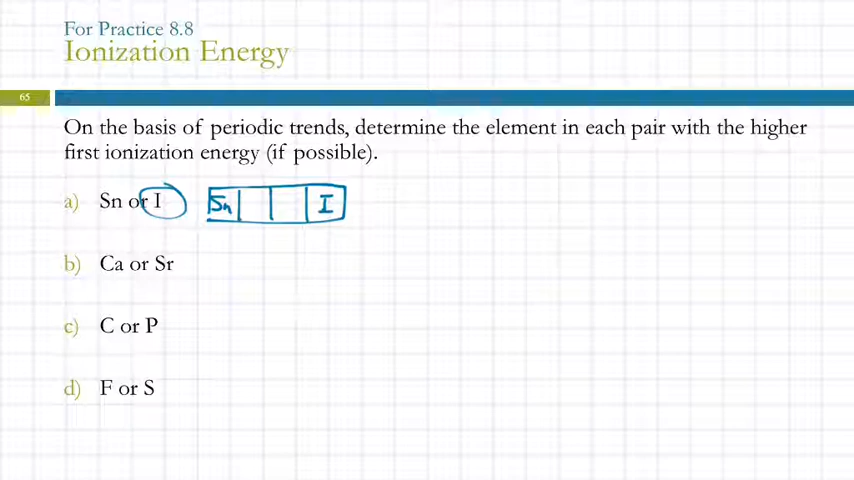 For Practice 8.8
Ionization Energy
65
On the basis of periodic trends, determine the element in each pair with the higher
first ionization energy (if possible).
a) Sn or I Sn I
b) Ca or Sr
c) C or P
d) F or S